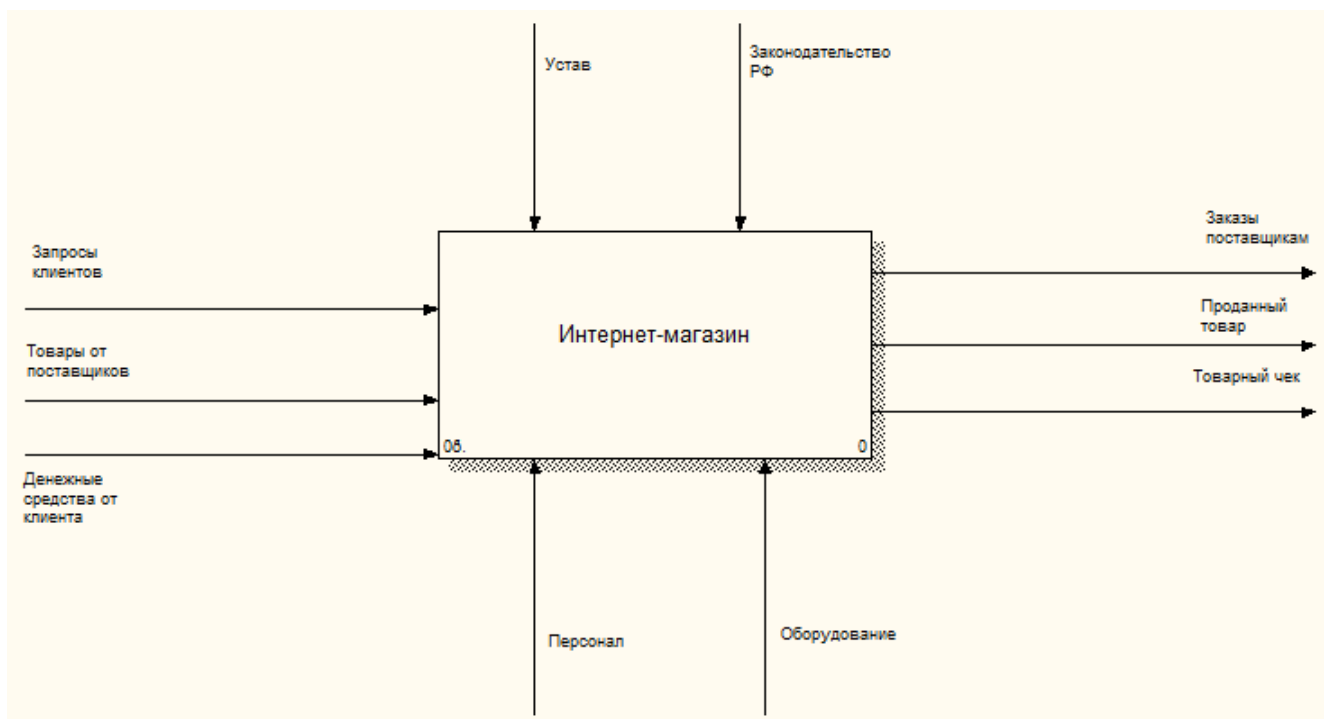 Устав
Законодательство
РФ
Запросы
клиентов
Товары от
поставщиков
Денежные
средства от
клиента
Интернет-магазин
0б.
0
Заказы
поставщикам
Проданный
товар
Товарный чек
Персонал
Оборудование